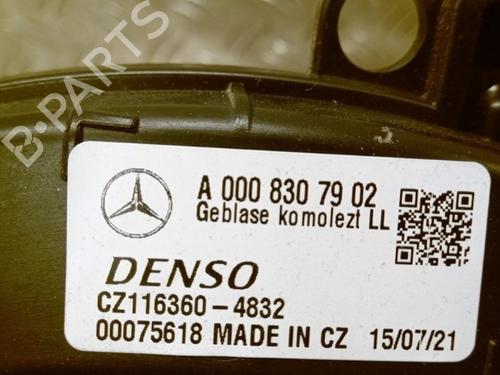 B-PARTS
A 000 830 79 02
Geblase komolezt LL
DENSO
CZ116360-4832
00075618 MADE IN CZ 15/07/21